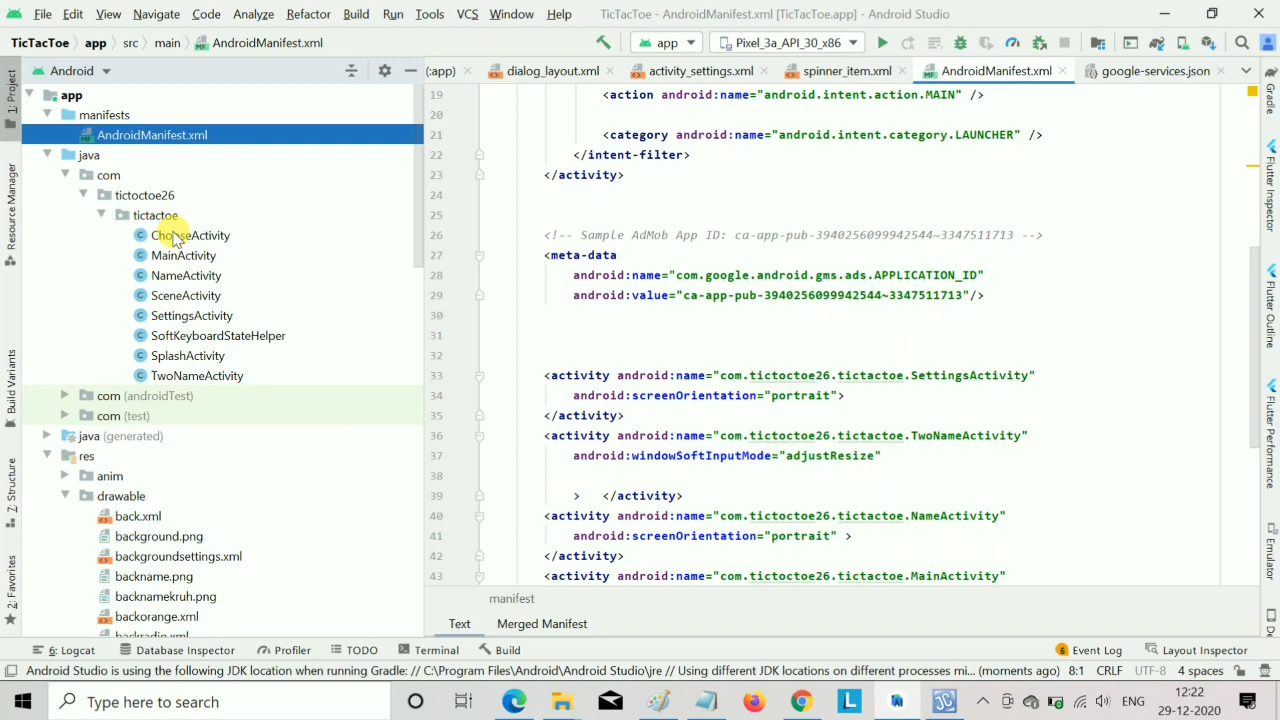 File Edit View Navigate Code Analyze Refactor Build Run Tools VCS Window Help TicTacToe - AndroidManifest.xml [TicTacToe.app] - Android Studio
TicTacToe app src main AndroidManifest.xml app Pixel_3a_API_30_x86
Android (:app) dialog_layout.xml activity_settings.xml spinner_item.xml AndroidManifest.xml google-services.json
1: Project
Resource Manager
Build Variants
Z: Structure
2: Favorites
app
manifests
AndroidManifest.xml
java
com
tictoctoe26
tictactoe
ChooseActivity
MainActivity
NameActivity
SceneActivity
SettingsActivity
SoftKeyboardStateHelper
SplashActivity
TwoNameActivity
com (androidTest)
com (test)
java (generated)
res
anim
drawable
back.xml
background.png
backgroundsettings.xml
backname.png
backnamekruh.png
backorange.xml
backradio.xml
19 <action android:name="android.intent.action.MAIN" />
20
21 <category android:name="android.intent.category.LAUNCHER" />
22 </intent-filter>
23 </activity>
24
25
26 <!-- Sample AdMob App ID: ca-app-pub-3940256099942544~3347511713 -->
27 <meta-data
28 android:name="com.google.android.gms.ads.APPLICATION_ID"
29 android:value="ca-app-pub-3940256099942544~3347511713"/>
30
31
32
33 <activity android:name="com.tictoctoe26.tictactoe.SettingsActivity"
34 android:screenOrientation="portrait">
35 </activity>
36 <activity android:name="com.tictoctoe26.tictactoe.TwoNameActivity"
37 android:windowSoftInputMode="adjustResize"
38
39 > </activity>
40 <activity android:name="com.tictoctoe26.tictactoe.NameActivity"
41 android:screenOrientation="portrait" >
42 </activity>
43 <activity android:name="com.tictoctoe26.tictactoe.MainActivity"
manifest
Text Merged Manifest
Gradle
Flutter Inspector
Flutter Outline
Flutter Performance
Emulator
6: Logcat Database Inspector Profiler TODO Terminal Build 6 Event Log Layout Inspector
Android Studio is using the following JDK location when running Gradle: // C:\Program Files\Android\Android Studio\jre // Using different JDK locations on different processes mi... (moments ago) 8:1 CRLF UTF-8 4 spaces
Type here to search ENG 12:22
29-12-2020